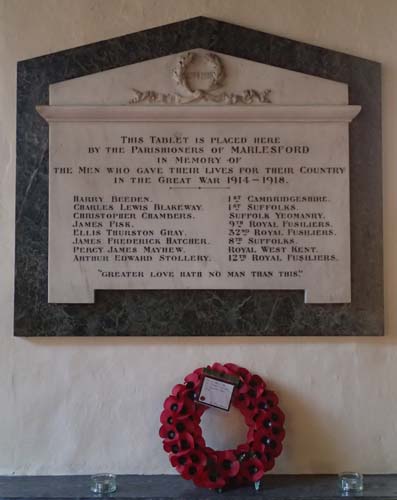 THIS TABLET IS PLACED HERE
BY THE PARISHIONERS OF MARLESFORD
IN MEMORY OF
THE MEN WHO GAVE THEIR LIVES FOR THEIR COUNTRY
IN THE GREAT WAR 1914-1918.
HARRY BEEDEN. 1ST CAMBRIDGESHIRE.
CHARLES LEWIS BLAKEWAY. 1ST SUFFOLKS.
CHRISTOPHER CHAMBERS. SUFFOLK YEOMANRY.
JAMES FISK. 9TH ROYAL FUSILIERS.
ELLIS THURSTON GRAY. 32ND ROYAL FUSILIERS.
JAMES FREDERICK HATCHER. 8TH SUFFOLKS.
PERCY JAMES MAYHEW. ROYAL WEST KENT.
ARTHUR EDWARD STOLLERY. 12TH ROYAL FUSILIERS.
"GREATER LOVE HATH NO MAN THAN THIS."